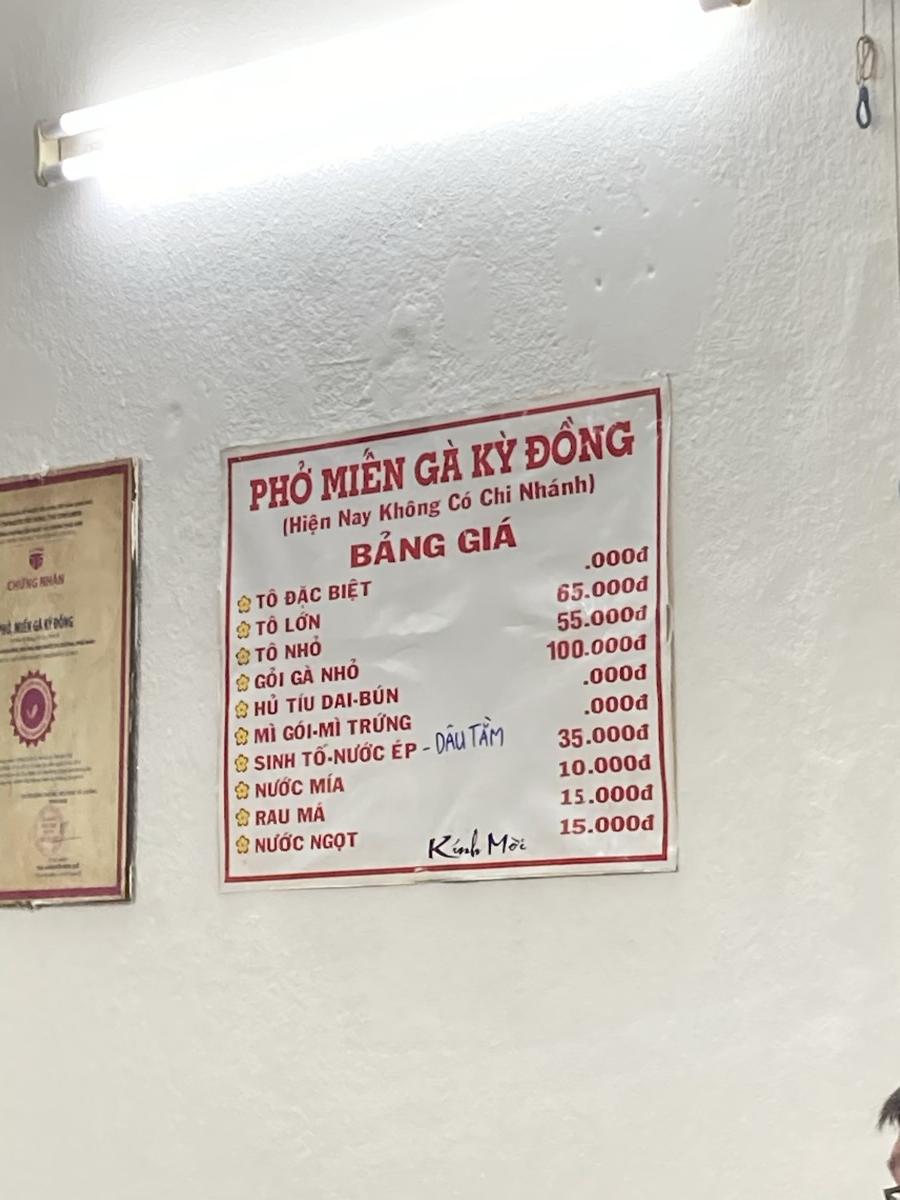 PHỞ MIẾN GÀ KỲ ĐỒNG
(Hiện Nay Không Có Chi Nhánh)
BẢNG GIÁ
TÔ ĐẶC BIỆT .000đ
TÔ LỚN 65.000đ
TÔ NHỎ 55.000đ
GỎI GÀ NHỎ 100.000đ
HỦ TÍU DAI-BÚN .000đ
MÌ GÓI-MÌ TRỨNG .000đ
SINH TỐ-NƯỚC ÉP - DÂU TẰM 35.000đ
NƯỚC MÍA 10.000đ
RAU MÁ 15.000đ
NƯỚC NGỌT 15.000đ
Kính Mời
CHỨNG NHẬN
PHỞ, MIẾN GÀ KỲ ĐỒNG